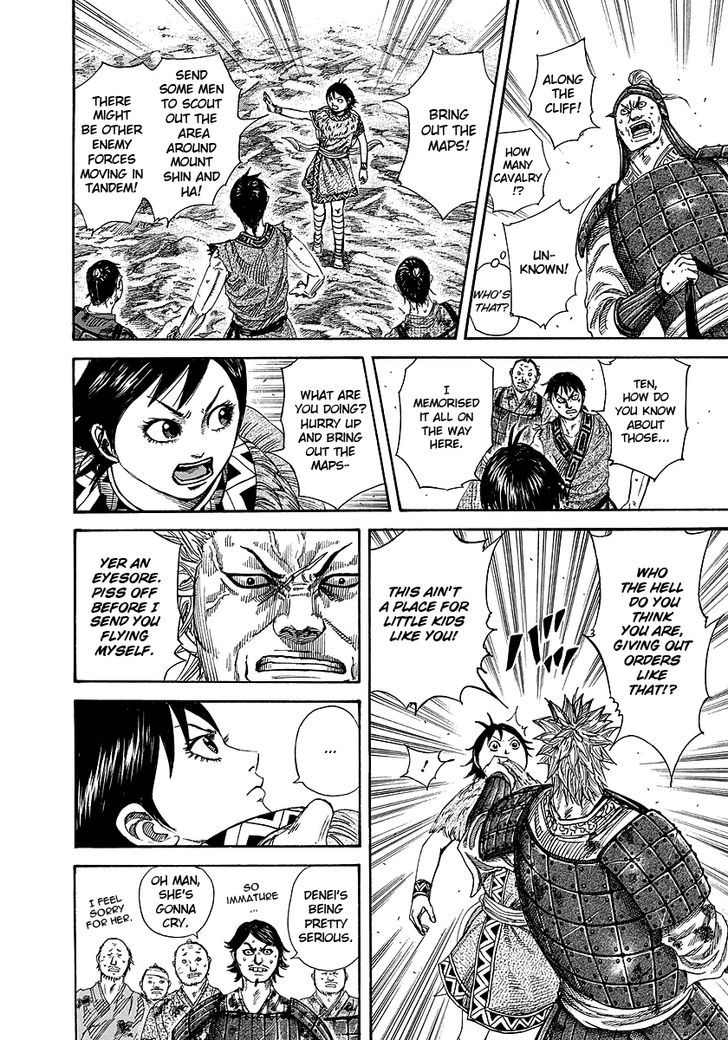 ALONG
THE
CLIFF!
HOW
MANY
CAVALRY
!?
UN-
KNOWN!
WHO'S
THAT?
BRING
OUT THE
MAPS!
SEND
SOME MEN
TO SCOUT
OUT THE
AREA
AROUND
MOUNT
SHIN AND
HA!
THERE
MIGHT
BE OTHER
ENEMY
FORCES
MOVING IN
TANDEM!
TEN,
HOW DO
YOU KNOW
ABOUT
THOSE...
I
MEMORISED
IT ALL ON
THE WAY
HERE.
WHAT ARE
YOU DOING?
HURRY UP
AND BRING
OUT THE
MAPS-
WHO
THE HELL
DO YOU
THINK
YOU ARE,
GIVING OUT
ORDERS
LIKE
THAT!?
THIS AIN'T
A PLACE FOR
LITTLE KIDS
LIKE YOU!
!
YER AN
EYESORE.
PISS OFF
BEFORE I
SEND YOU
FLYING
MYSELF.
...
DENEI'S
BEING
PRETTY
SERIOUS.
SO
IMMATURE
...
OH MAN,
SHE'S
GONNA
CRY.
I FEEL
SORRY
FOR HER.